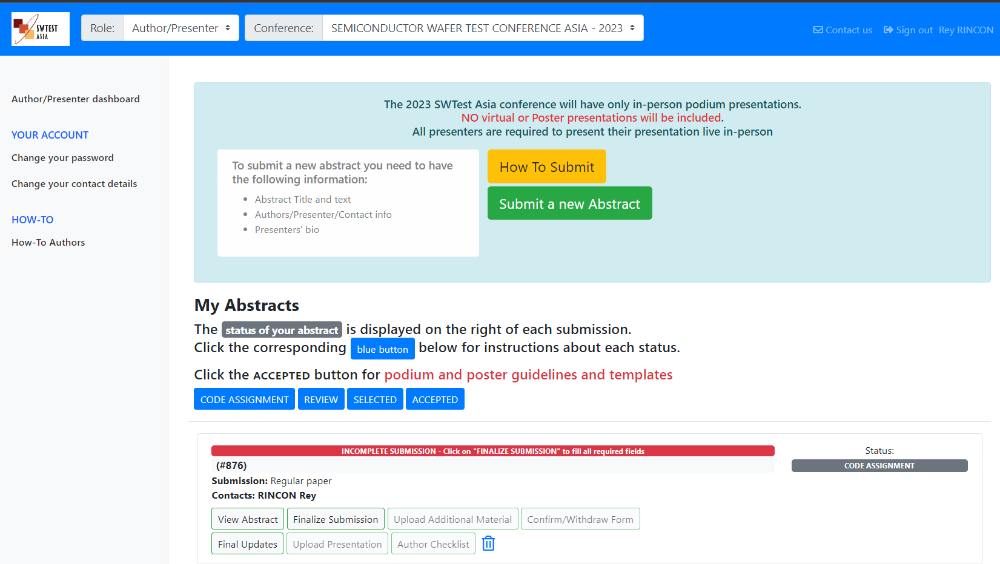 SWTEST
ASIA
Role: Author/Presenter Conference: SEMICONDUCTOR WAFER TEST CONFERENCE ASIA - 2023 Contact us Sign out Rey RINCON
Author/Presenter dashboard
YOUR ACCOUNT
Change your password
Change your contact details
HOW-TO
How-To Authors
The 2023 SWTest Asia conference will have only in-person podium presentations.
NO virtual or Poster presentations will be included.
All presenters are required to present their presentation live in-person
To submit a new abstract you need to have
the following information:
• Abstract Title and text
• Authors/Presenter/Contact info
• Presenters' bio
How To Submit
Submit a new Abstract
My Abstracts
The status of your abstract is displayed on the right of each submission.
Click the corresponding blue button below for instructions about each status.
Click the ACCEPTED button for podium and poster guidelines and templates
CODE ASSIGNMENT REVIEW SELECTED ACCEPTED
INCOMPLETE SUBMISSION - Click on "FINALIZE SUBMISSION" to fill all required fields
(#876)
Submission: Regular paper
Contacts: RINCON Rey
View Abstract Finalize Submission Upload Additional Material Confirm/Withdraw Form
Final Updates Upload Presentation Author Checklist
Status:
CODE ASSIGNMENT